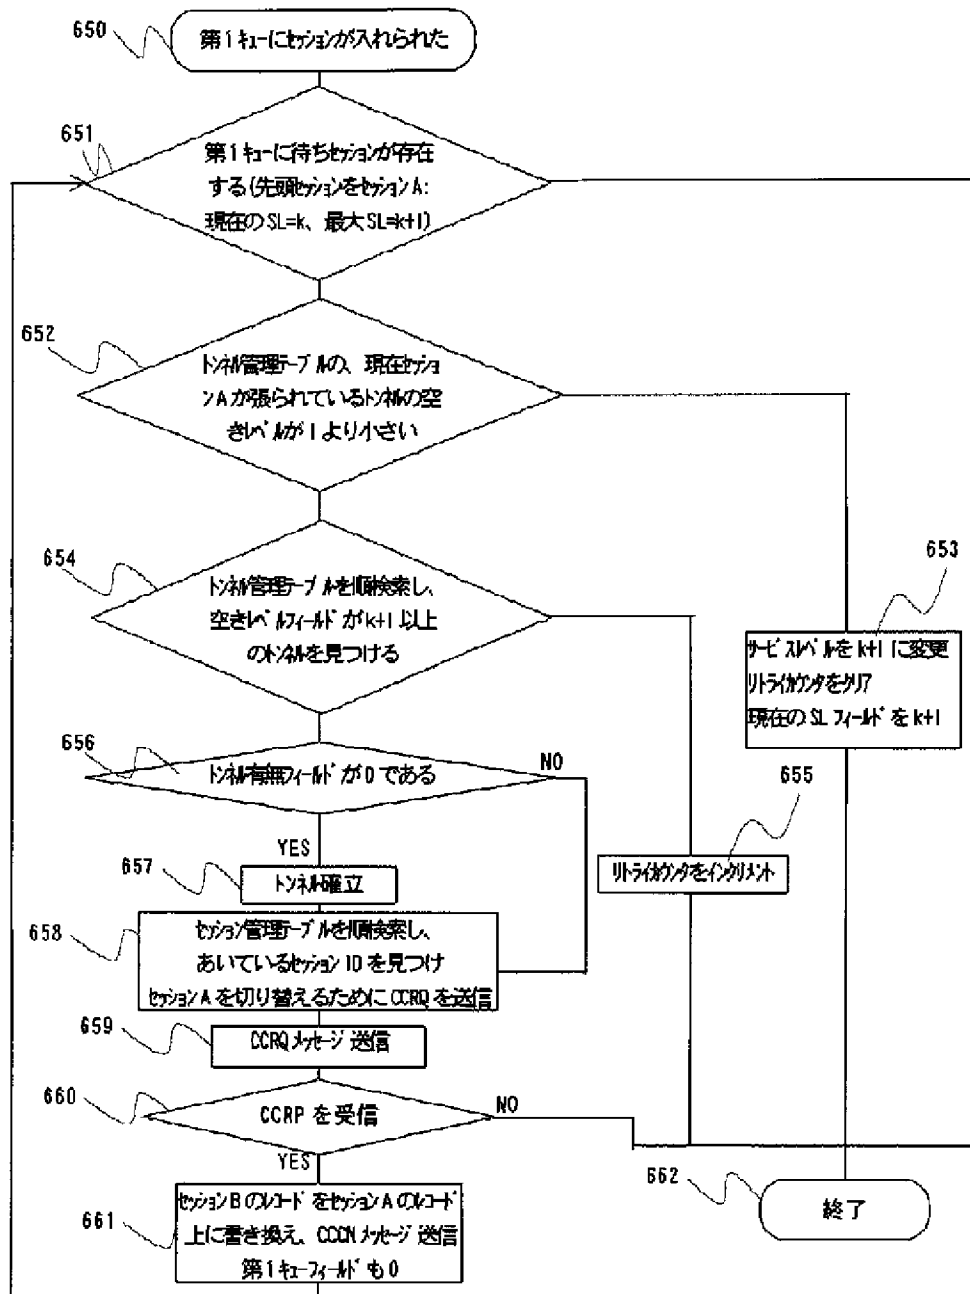 650
第1キューにセッションが入れられた
651
第1キューに待ちセッションが存在
する(先頭セッションをセッションA:
現在のSL=k、最大SL=k+1)
652
トンネル管理テーブルの、現在セッショ
ンAが張られているトンネルの空
きレベルが1より小さい
654
トンネル管理テーブルを順検索し、
空きレベルフィールドがk+1以上
のトンネルを見つける
653
サービスレベルをk+1に変更
リトライカウンタをクリア
現在のSLフィールドをk+1
656
トンネル有無フィールドが0である
NO
655
リトライカウンタをインクリメント
YES
657
トンネル確立
658
セッション管理テーブルを順検索し、
あいているセッションIDを見つけ
セッションAを切り替えるためにCCRQを送信
659
CCRQメッセージ送信
660
CCRPを受信
NO
YES
661
セッションBのレコードをセッションAのレコード
上に書き換え、CCCNメッセージ送信
第1キューフィールドも0
662
終了